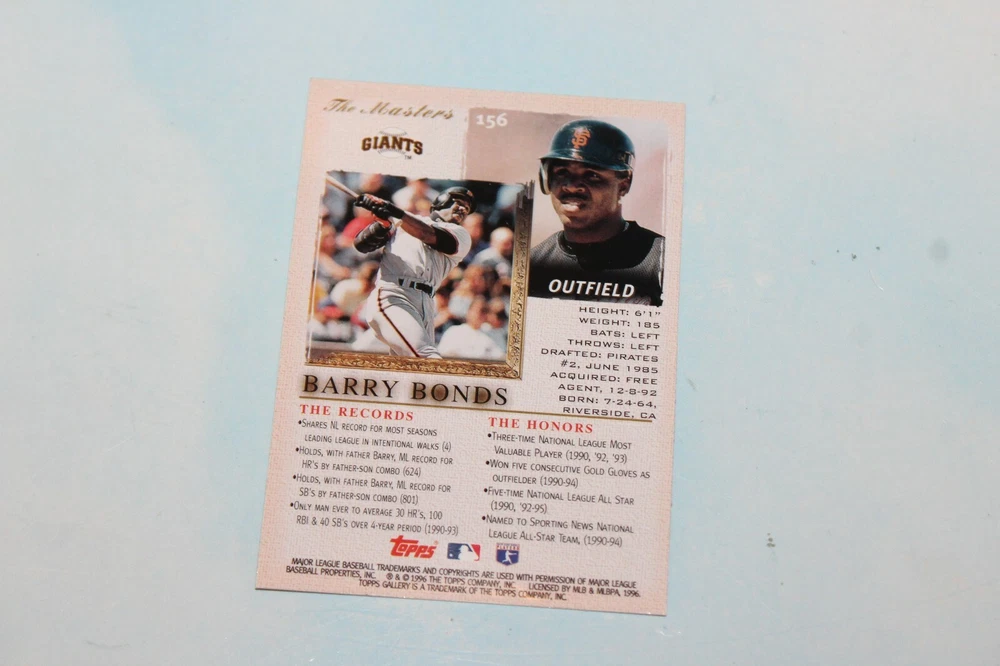 The Masters
156
GIANTS
TM
SF
OUTFIELD
HEIGHT: 6'1"
WEIGHT: 185
BATS: LEFT
THROWS: LEFT
DRAFTED: PIRATES
#2, JUNE 1985
ACQUIRED: FREE
AGENT, 12-8-92
BORN: 7-24-64,
RIVERSIDE, CA
BARRY BONDS
THE RECORDS
•SHARES NL RECORD FOR MOST SEASONS
LEADING LEAGUE IN INTENTIONAL WALKS (4)
•HOLDS, WITH FATHER BARRY, ML RECORD FOR
HR'S BY FATHER-SON COMBO (624)
•HOLDS, WITH FATHER BARRY, ML RECORD FOR
SB'S BY FATHER-SON COMBO (801)
•ONLY MAN EVER TO AVERAGE 30 HR'S, 100
RBI & 40 SB'S OVER 4-YEAR PERIOD (1990-93)
THE HONORS
•THREE-TIME NATIONAL LEAGUE MOST
VALUABLE PLAYER (1990, '92, '93)
•WON FIVE CONSECUTIVE GOLD GLOVES AS
OUTFIELDER (1990-94)
•FIVE-TIME NATIONAL LEAGUE ALL STAR
(1990, '92-95)
•NAMED TO SPORTING NEWS NATIONAL
LEAGUE ALL-STAR TEAM, (1990-94)
Topps®
PLAYERS
MAJOR LEAGUE BASEBALL TRADEMARKS AND COPYRIGHTS ARE USED WITH PERMISSION OF MAJOR LEAGUE
BASEBALL PROPERTIES, INC. ® & © 1996 THE TOPPS COMPANY, INC. LICENSED BY MLB & MLBPA, 1996.
TOPPS GALLERY IS A TRADEMARK OF THE TOPPS COMPANY, INC.